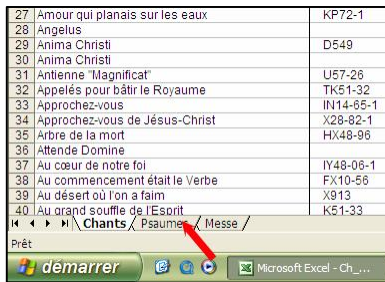 27 Amour qui planais sur les eaux KP72-1
28 Angelus
29 Anima Christi D549
30 Anima Christi
31 Antienne "Magnificat" U57-26
32 Appelés pour bâtir le Royaume TK51-32
33 Approchez-vous IN14-65-1
34 Approchez-vous de Jésus-Christ X28-82-1
35 Arbre de la mort HX48-96
36 Attende Domine
37 Au cœur de notre foi IY48-06-1
38 Au commencement était le Verbe FX10-56
39 Au désert où l'on a faim X913
40 Au grand souffle de l'Esprit K51-33
Chants Psaumes Messe
Prêt
démarrer Microsoft Excel - Ch_...